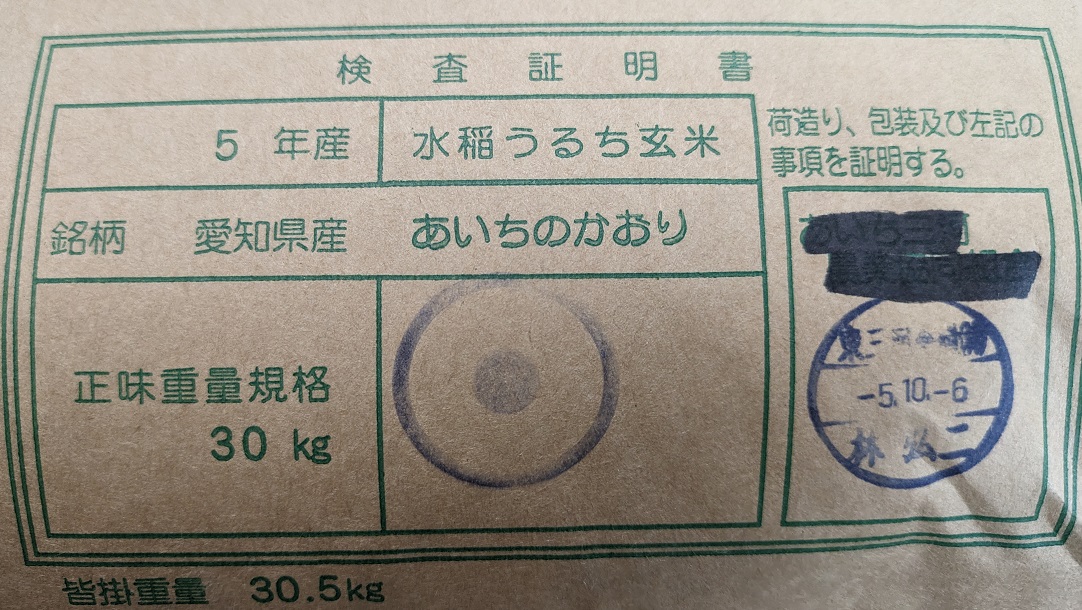 検査証明書
5年産 水稲うるち玄米
荷造り、包装及び左記の
事項を証明する。
銘柄 愛知県産 あいちのかおり
正味重量規格
30 kg
-5.10.-6
林 弘二
皆掛重量 30.5kg